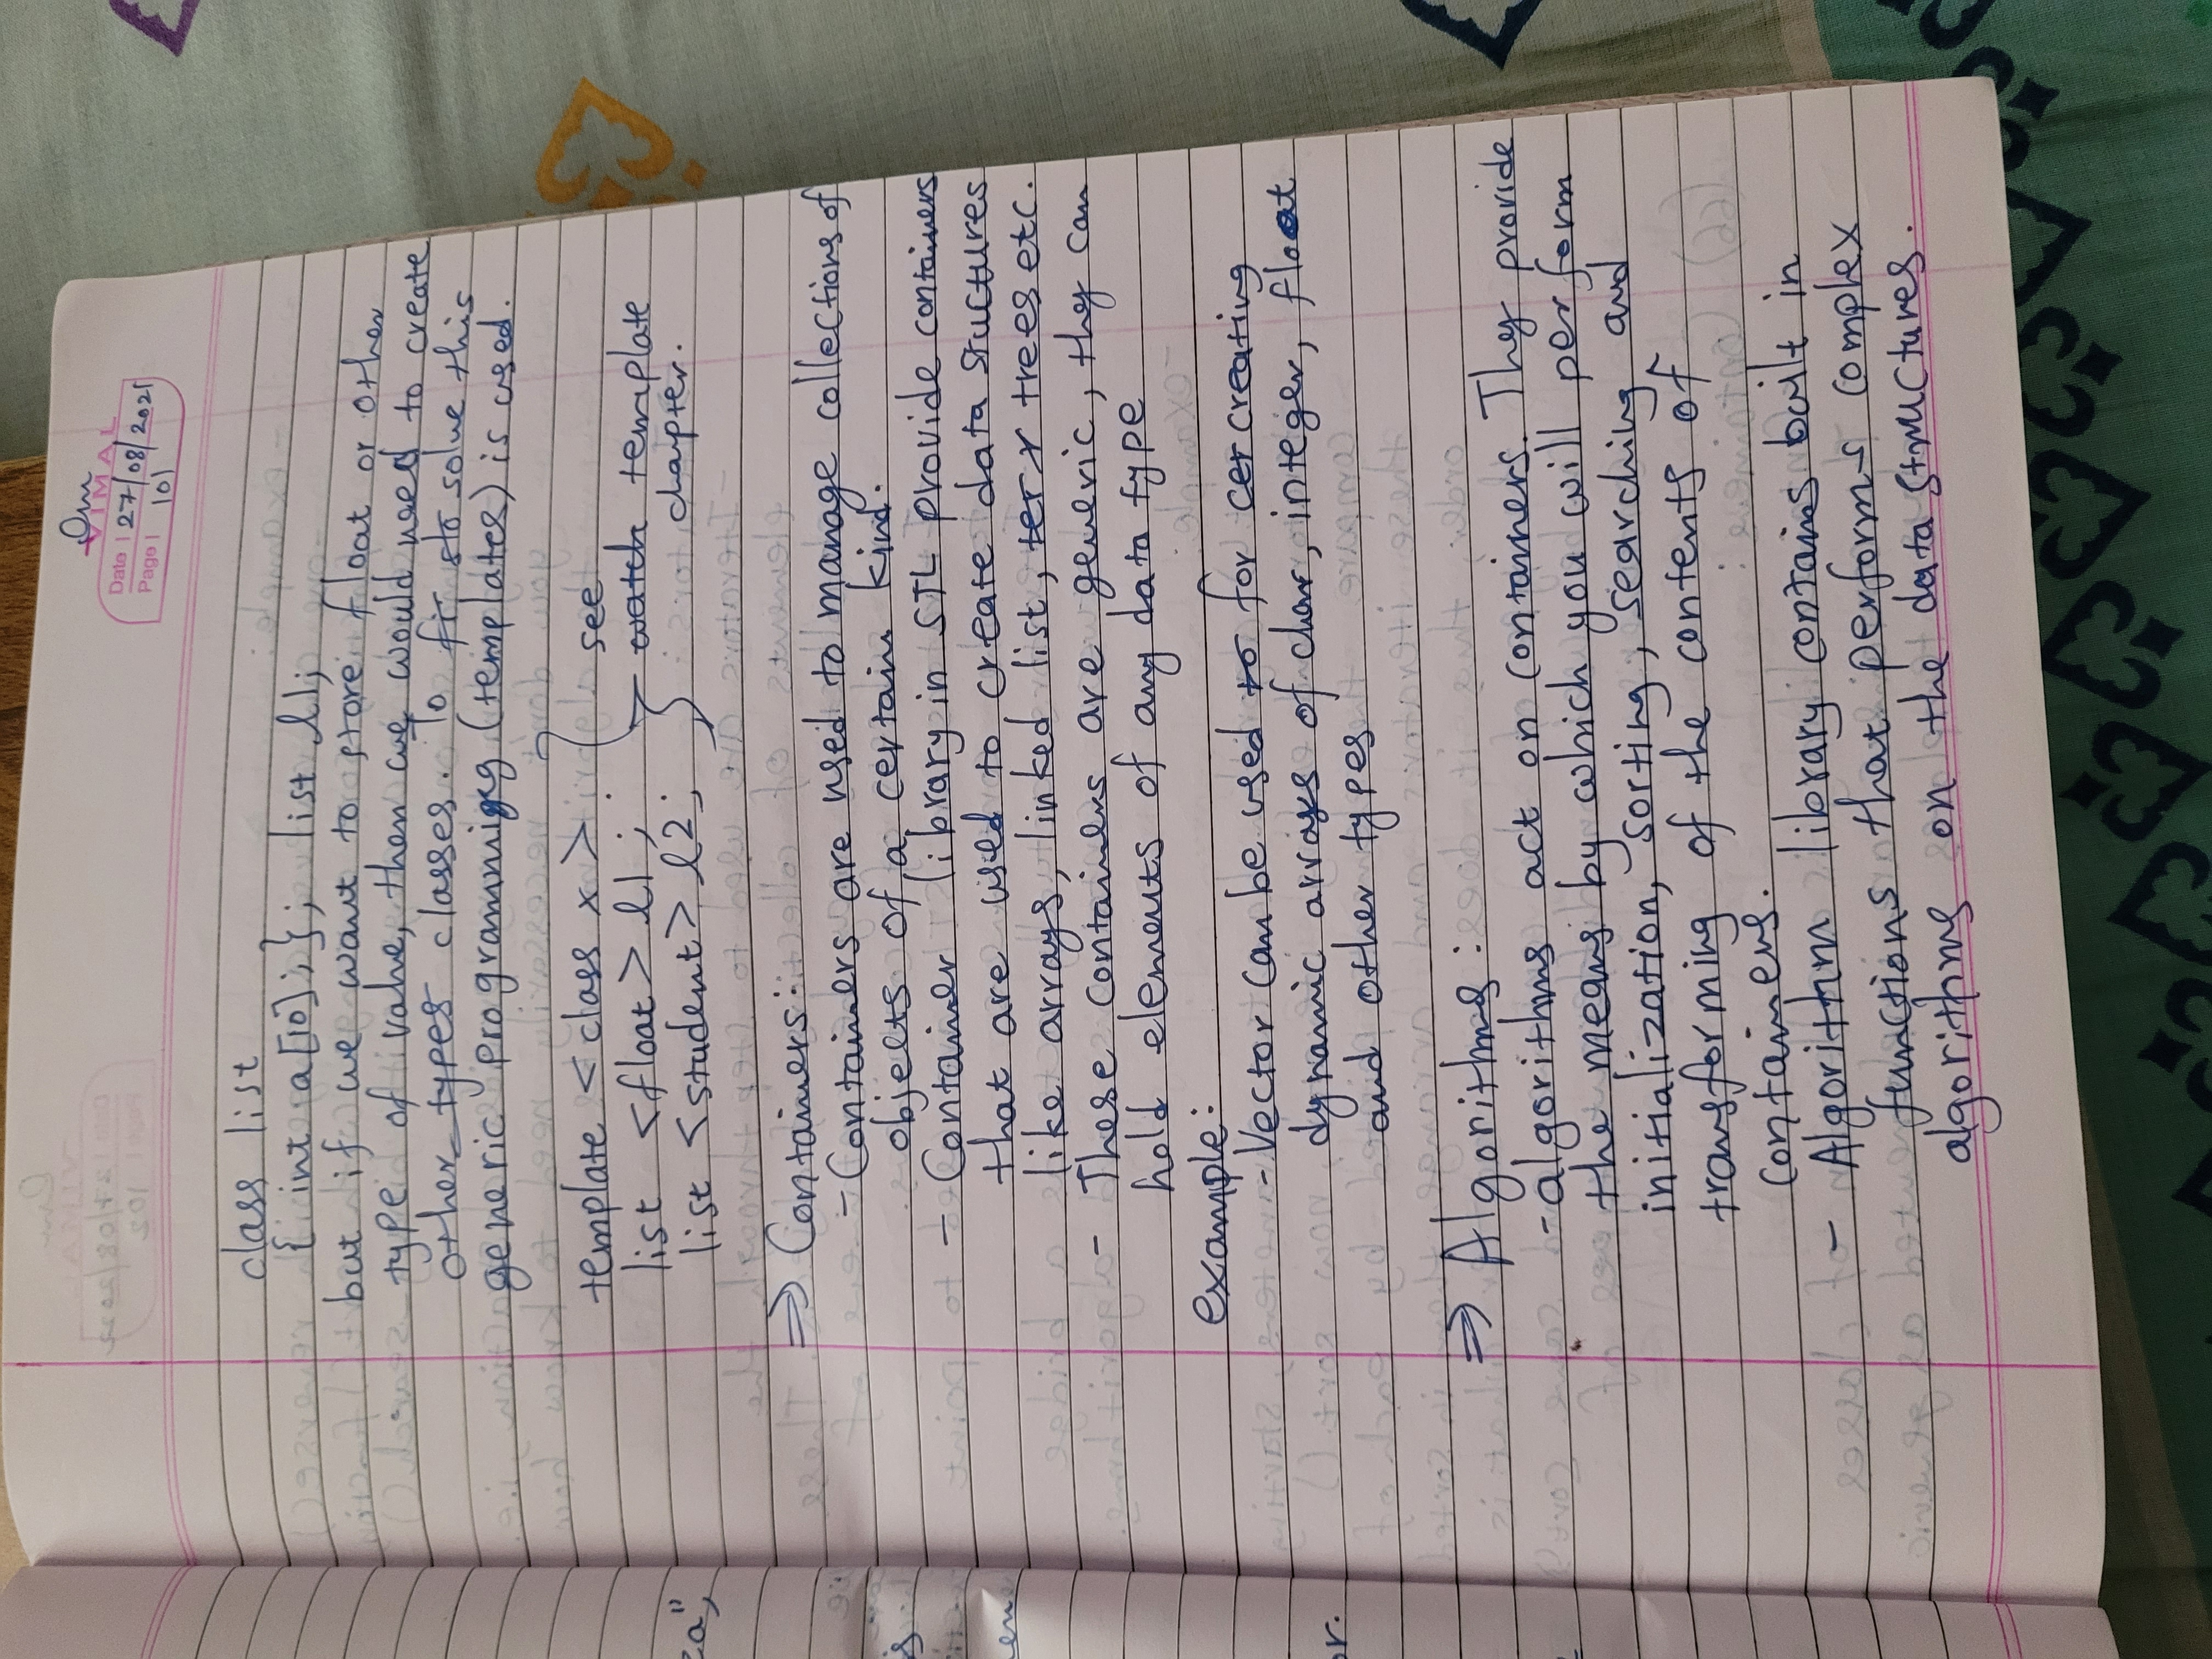 Om
VIMAL
Date | 27/08/2021
Page | 101
class list
{ int a[10]; }; list l1;
but if we want to store float or other
type of value, then we would need to create
other types classes. To fir sto solve this
generic programming (templates) is used.
template <class x>
list <float> l1;
list <student> l2;
see
watch template
chapter.
⇒ Containers:
- Containers are used to manage collections of
objects of a certain kind.
- Container library in STL provide containers
that are used to create data stuctures
like arrays, linked list, ter r trees etc.
- These containers are generic, they can
hold elements of any data type
example:
- Vector can be used to for cer creating
dynamic arrays of char, integer, float
and other types
⇒ Algorithms:
- algorithms act on containers. They provide
the means by which you will perform
initialization, sorting, searching and
transforming of the contents of
containers.
- Algorithm library contains built in
functions that performs complex
algorithms on the data structures.